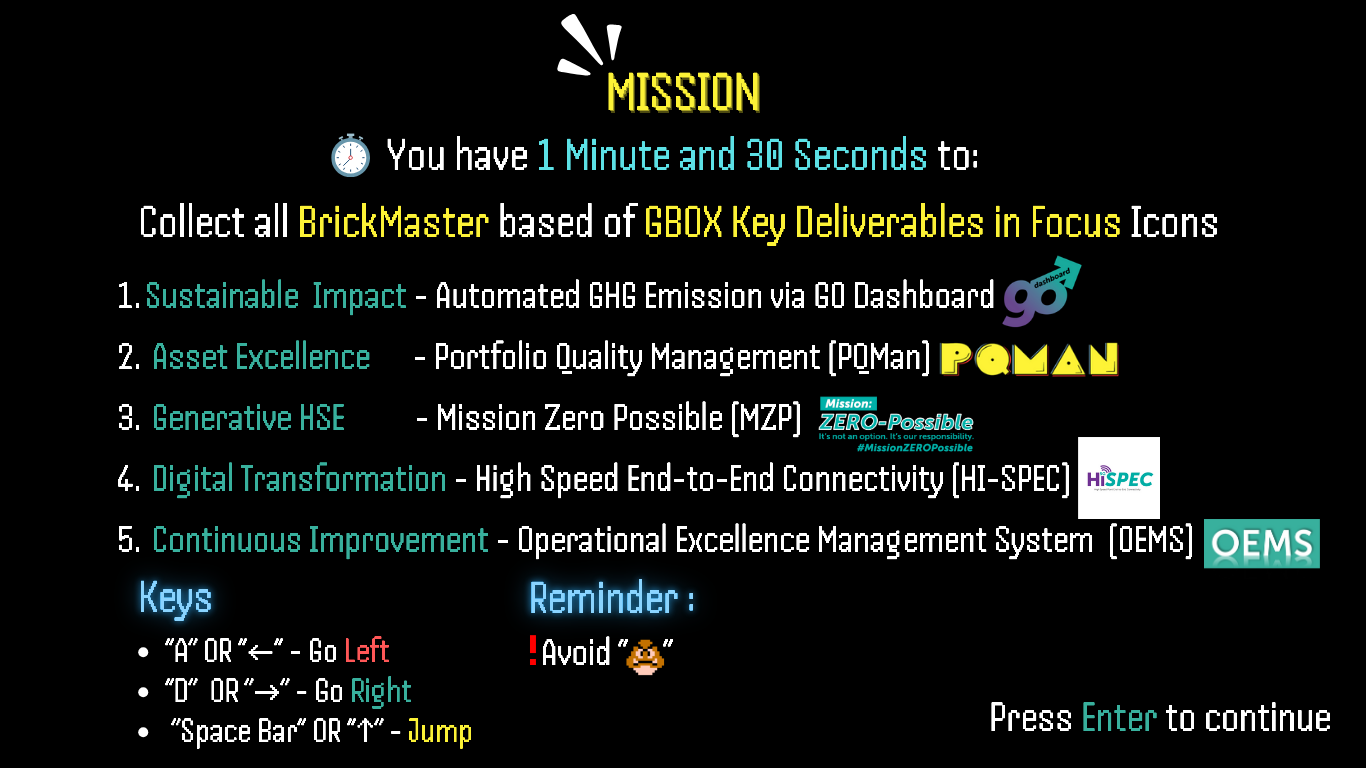 MISSION
You have 1 Minute and 30 Seconds to:
Collect all BrickMaster based of GBOX Key Deliverables in Focus Icons
1. Sustainable Impact - Automated GHG Emission via GO Dashboard go dashboard
2. Asset Excellence - Portfolio Quality Management (PQMan) PQMAN
3. Generative HSE - Mission Zero Possible (MZP)
Mission:
ZERO-Possible
It's not an option. It's our responsibility.
#MissionZEROPossible
4. Digital Transformation - High Speed End-to-End Connectivity (HI-SPEC) HiSPEC
5. Continuous Improvement - Operational Excellence Management System (OEMS) OEMS
Keys
• "A" OR "←" - Go Left
• "D" OR "→" - Go Right
• "Space Bar" OR "↑" - Jump
Reminder :
! Avoid " "
Press Enter to continue